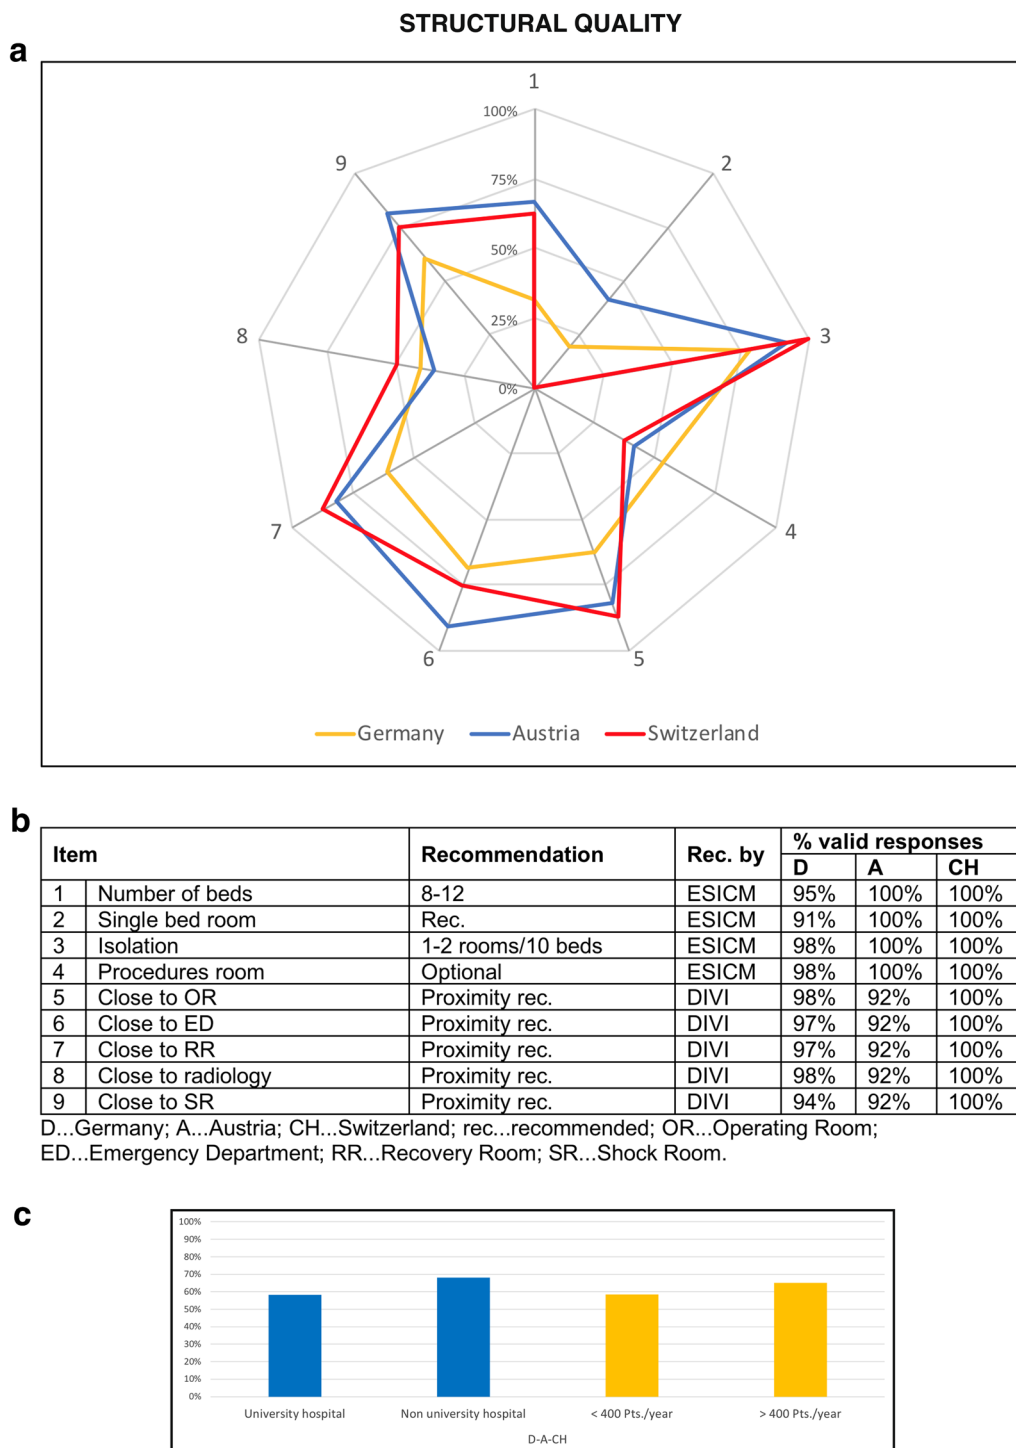 STRUCTURAL QUALITY
a
1
100%
9
2
75%
50%
8
3
25%
0%
7
4
6
5
Germany Austria Switzerland
b
Item Recommendation Rec. by % valid responses
D A CH
1 Number of beds 8-12 ESICM 95% 100% 100%
2 Single bed room Rec. ESICM 91% 100% 100%
3 Isolation 1-2 rooms/10 beds ESICM 98% 100% 100%
4 Procedures room Optional ESICM 98% 100% 100%
5 Close to OR Proximity rec. DIVI 98% 92% 100%
6 Close to ED Proximity rec. DIVI 97% 92% 100%
7 Close to RR Proximity rec. DIVI 97% 92% 100%
8 Close to radiology Proximity rec. DIVI 98% 92% 100%
9 Close to SR Proximity rec. DIVI 94% 92% 100%
D...Germany; A...Austria; CH...Switzerland; rec...recommended; OR...Operating Room;
ED...Emergency Department; RR...Recovery Room; SR...Shock Room.
c
100%
90%
80%
70%
60%
50%
40%
30%
20%
10%
0%
University hospital Non university hospital < 400 Pts./year > 400 Pts./year
D-A-CH